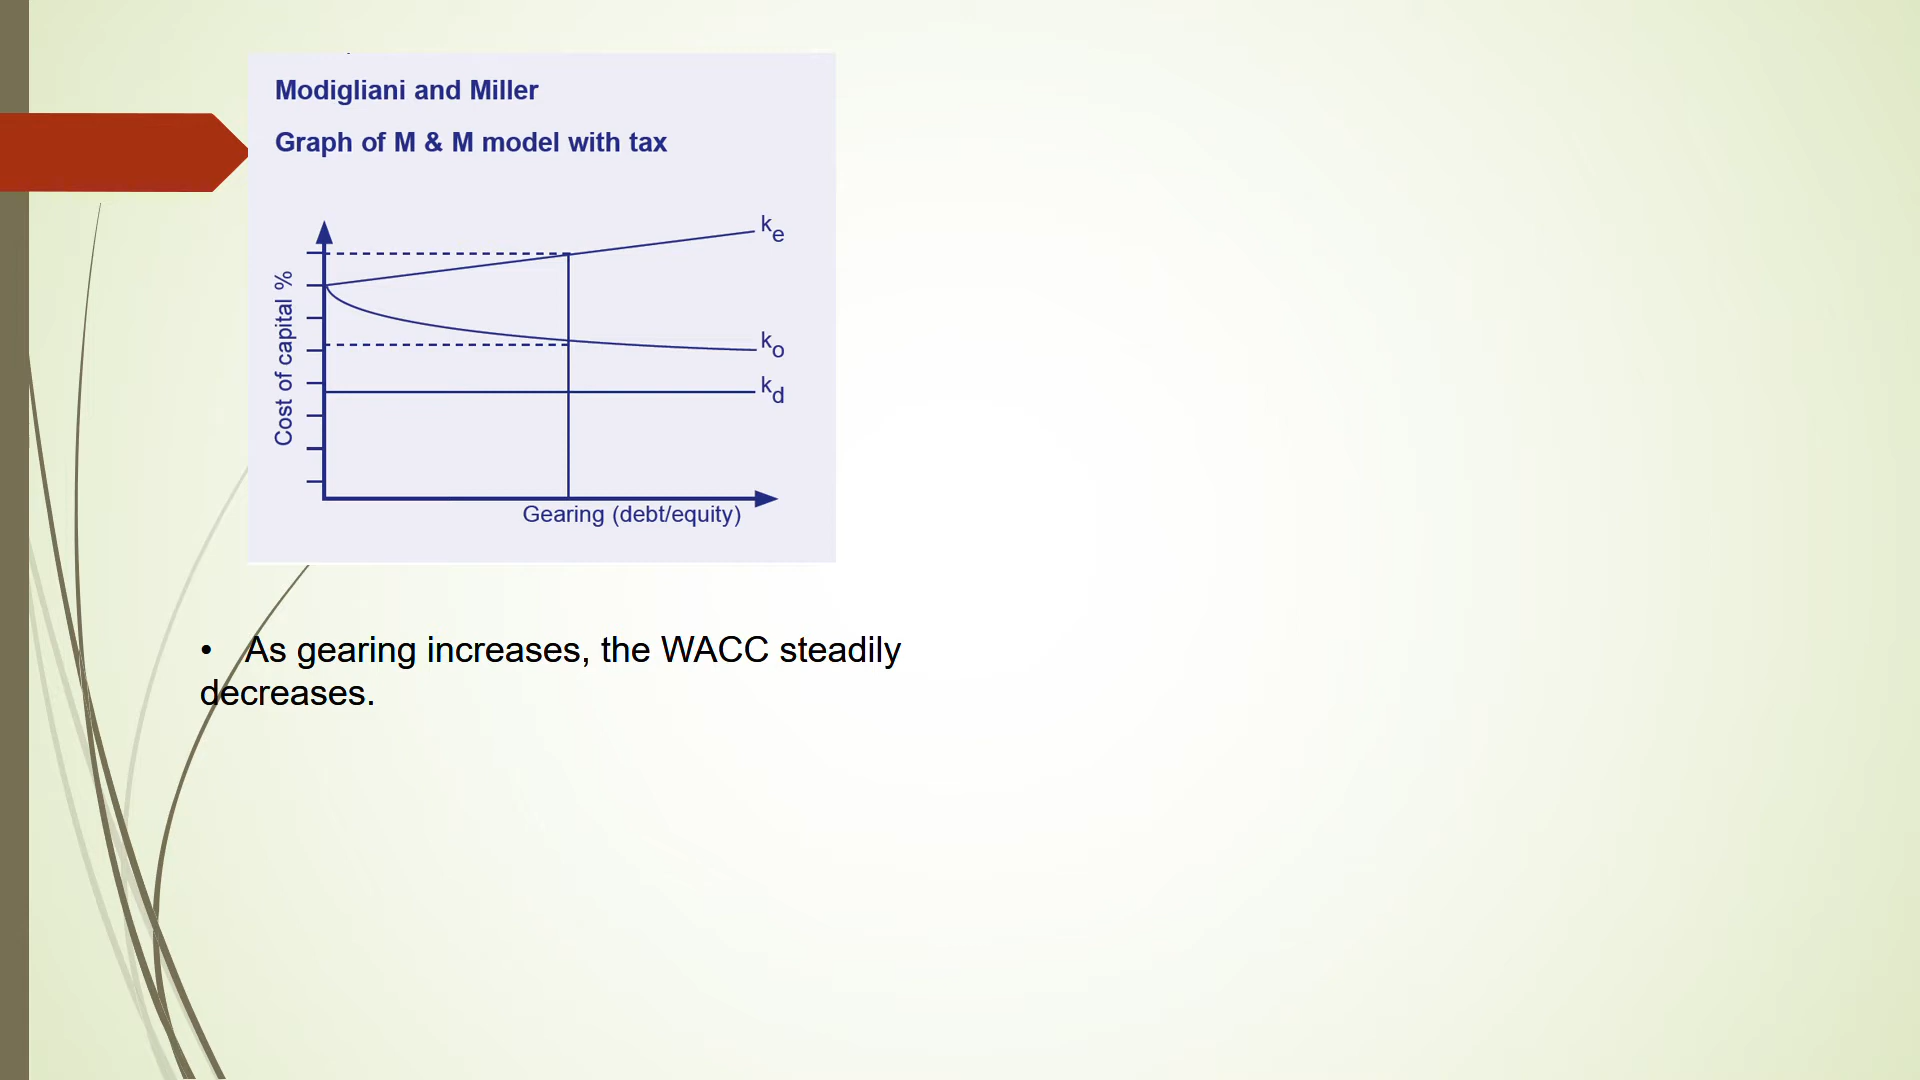 Modigliani and Miller
Graph of M & M model with tax
ke
Cost of capital %
ko
kd
Gearing (debt/equity)
• As gearing increases, the WACC steadily
decreases.